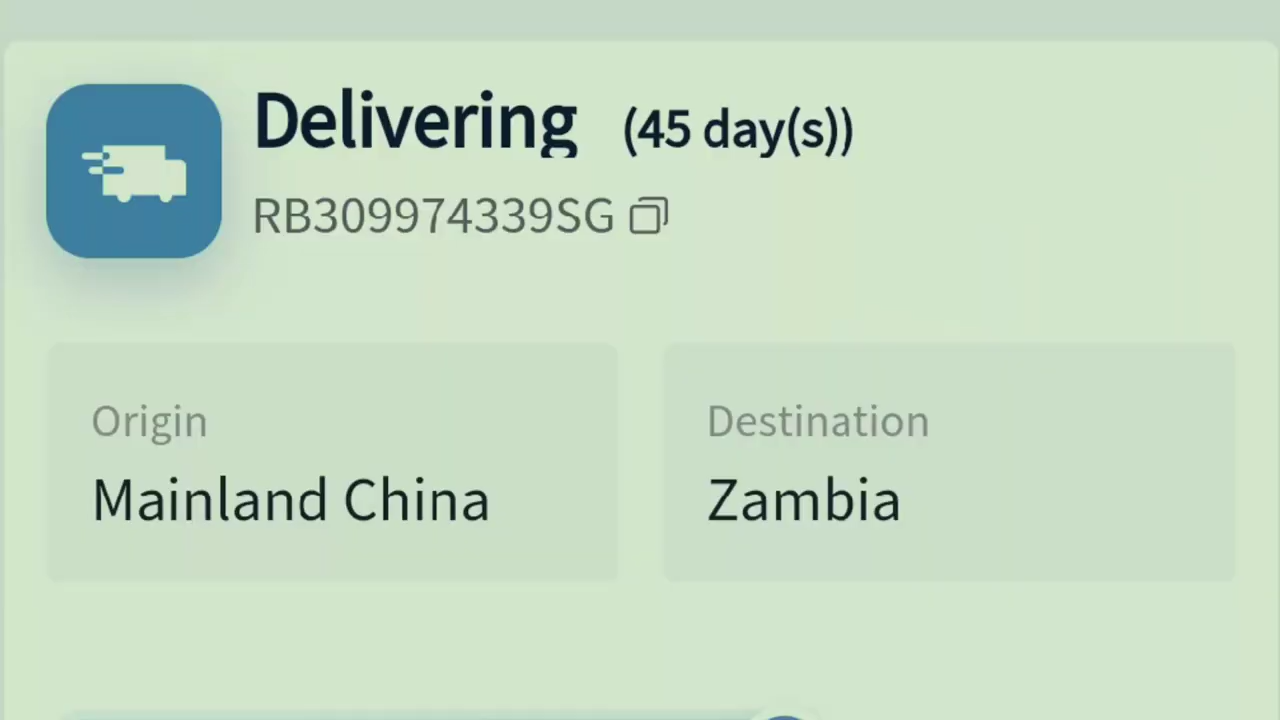 Delivering (45 day(s))
RB309974339SG
Origin
Mainland China
Destination
Zambia